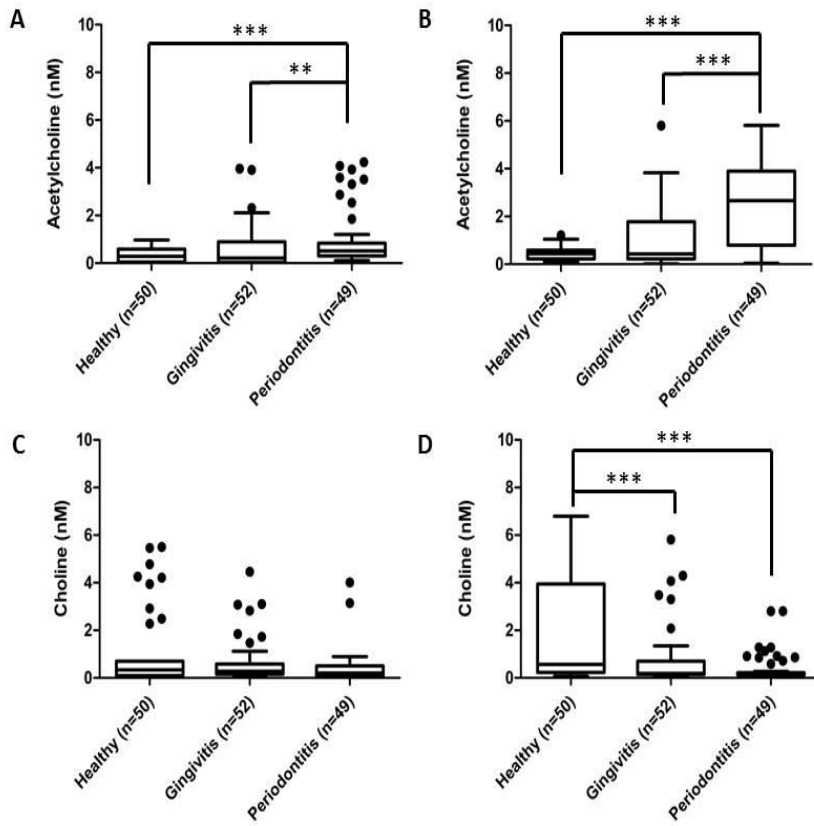 A
Acetylcholine (nM)
10
8
6
4
2
0
***
**
Healthy (n=50)
Gingivitis (n=52)
Periodontitis (n=49)
B
Acetylcholine (nM)
10
8
6
4
2
0
***
***
Healthy (n=50)
Gingivitis (n=52)
Periodontitis (n=49)
C
Choline (nM)
10
8
6
4
2
0
Healthy (n=50)
Gingivitis (n=52)
Periodontitis (n=49)
D
Choline (nM)
10
8
6
4
2
0
***
***
Healthy (n=50)
Gingivitis (n=52)
Periodontitis (n=49)